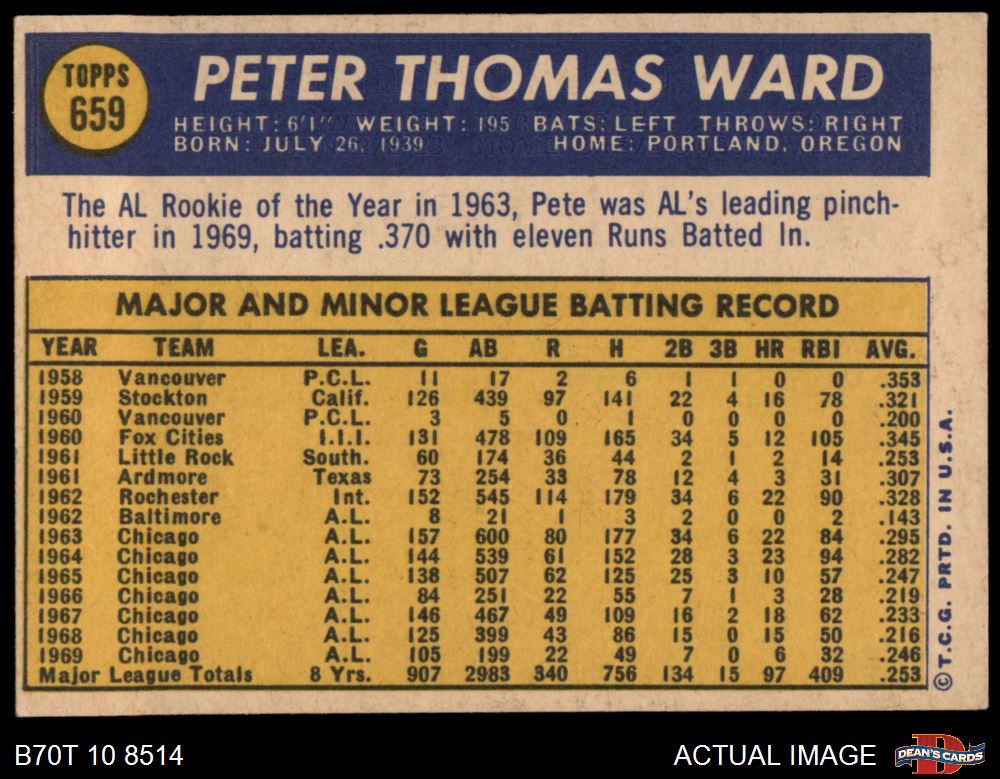 TOPPS
659
PETER THOMAS WARD
HEIGHT: 6'1" WEIGHT: 195 BATS: LEFT THROWS: RIGHT
BORN: JULY 26, 1939 HOME: PORTLAND, OREGON
The AL Rookie of the Year in 1963, Pete was AL's leading pinch-
hitter in 1969, batting .370 with eleven Runs Batted In.
MAJOR AND MINOR LEAGUE BATTING RECORD
YEAR TEAM LEA. G AB R H 2B 3B HR RBI AVG.
1958 Vancouver P.C.L. 11 17 2 6 1 1 0 0 .353
1959 Stockton Calif. 126 439 97 141 22 4 16 78 .321
1960 Vancouver P.C.L. 3 5 0 1 0 0 0 0 .200
1960 Fox Cities I.I.I. 131 478 109 165 34 5 12 105 .345
1961 Little Rock South. 60 174 36 44 2 1 2 14 .253
1961 Ardmore Texas 73 254 33 78 12 4 3 31 .307
1962 Rochester Int. 152 545 114 179 34 6 22 90 .328
1962 Baltimore A.L. 8 21 1 3 2 0 0 2 .143
1963 Chicago A.L. 157 600 80 177 34 6 22 84 .295
1964 Chicago A.L. 144 539 61 152 28 3 23 94 .282
1965 Chicago A.L. 138 507 62 125 25 3 10 57 .247
1966 Chicago A.L. 84 251 22 55 7 1 3 28 .219
1967 Chicago A.L. 146 467 49 109 16 2 18 62 .233
1968 Chicago A.L. 125 399 43 86 15 0 15 50 .216
1969 Chicago A.L. 105 199 22 49 7 0 6 32 .246
Major League Totals 8 Yrs. 907 2983 340 756 134 15 97 409 .253
©T.C.G. PRTD. IN U.S.A.
B70T 10 8514
ACTUAL IMAGE
D
DEAN'S CARDS